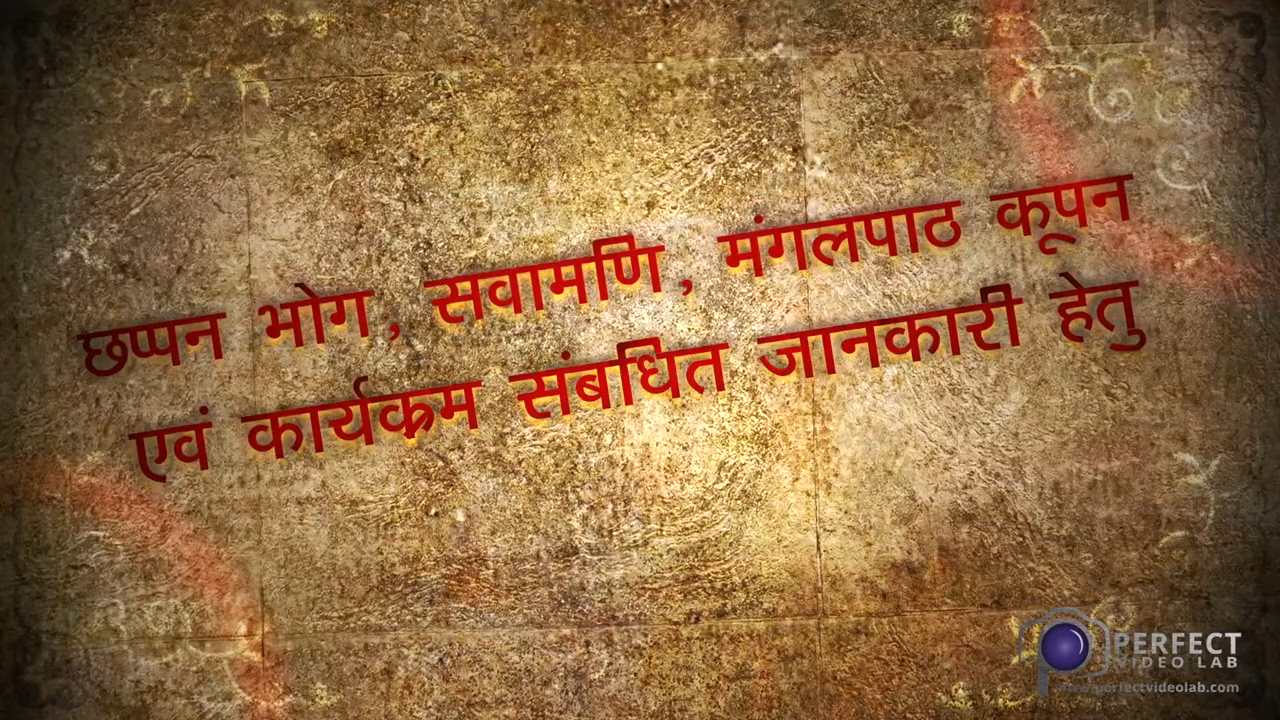 छप्पन भोग, सवामणि, मंगलपाठ कूपन
एवं कार्यक्रम संबधित जानकारी हेतु
PERFECT
VIDEO LAB
www.perfectvideolab.com